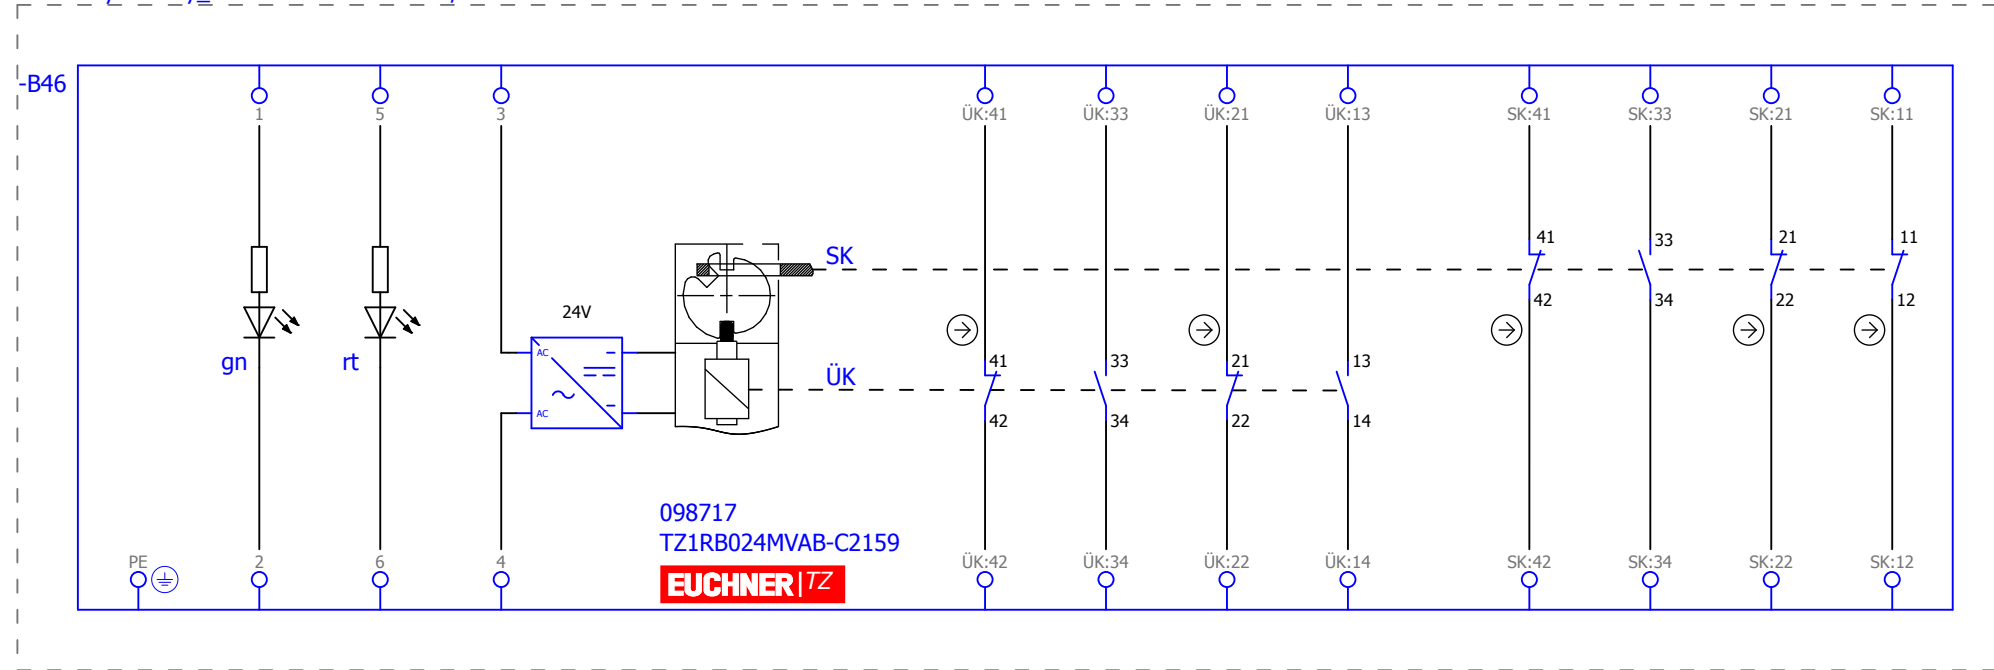 -B46
1 5 3 ÜK:41 ÜK:33 ÜK:21 ÜK:13 SK:41 SK:33 SK:21 SK:11
41 33 21 11
SK
42 34 22 12
24V
gn rt AC 41 33 21 13
ÜK
AC 42 34 22 14
098717
TZ1RB024MVAB-C2159
PE 2 6 4 ÜK:42 ÜK:34 ÜK:22 ÜK:14 SK:42 SK:34 SK:22 SK:12
EUCHNER|TZ